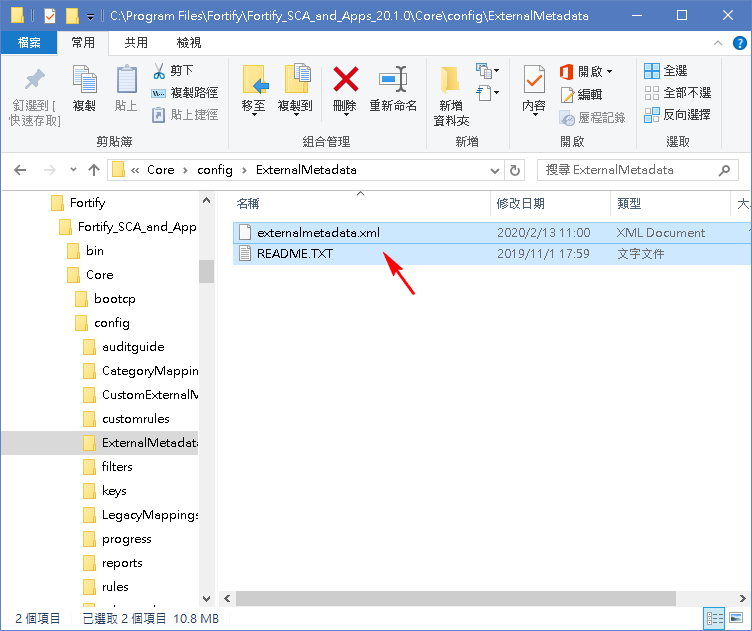 C:\Program Files\Fortify\Fortify_SCA_and_Apps_20.1.0\Core\config\ExternalMetadata
檔案 常用 共用 檢視
釘選到 [
快速存取]
複製
貼上
剪下
複製路徑
貼上捷徑
剪貼簿
移至
複製到
刪除
重新命名
組合管理
新增
資料夾
新增
內容
開啟
編輯
歷程記錄
開啟
全選
全部不選
反向選擇
選取
« Core › config › ExternalMetadata
搜尋 ExternalMetadata
Fortify
Fortify_SCA_and_App
bin
Core
bootcp
config
auditguide
CategoryMappin
CustomExternalM
customrules
ExternalMetadata
filters
keys
LegacyMappings
progress
reports
rules
名稱 修改日期 類型 大
externalmetadata.xml 2020/2/13 11:00 XML Document
README.TXT 2019/11/1 17:59 文字文件
2 個項目 已選取 2 個項目 10.8 MB